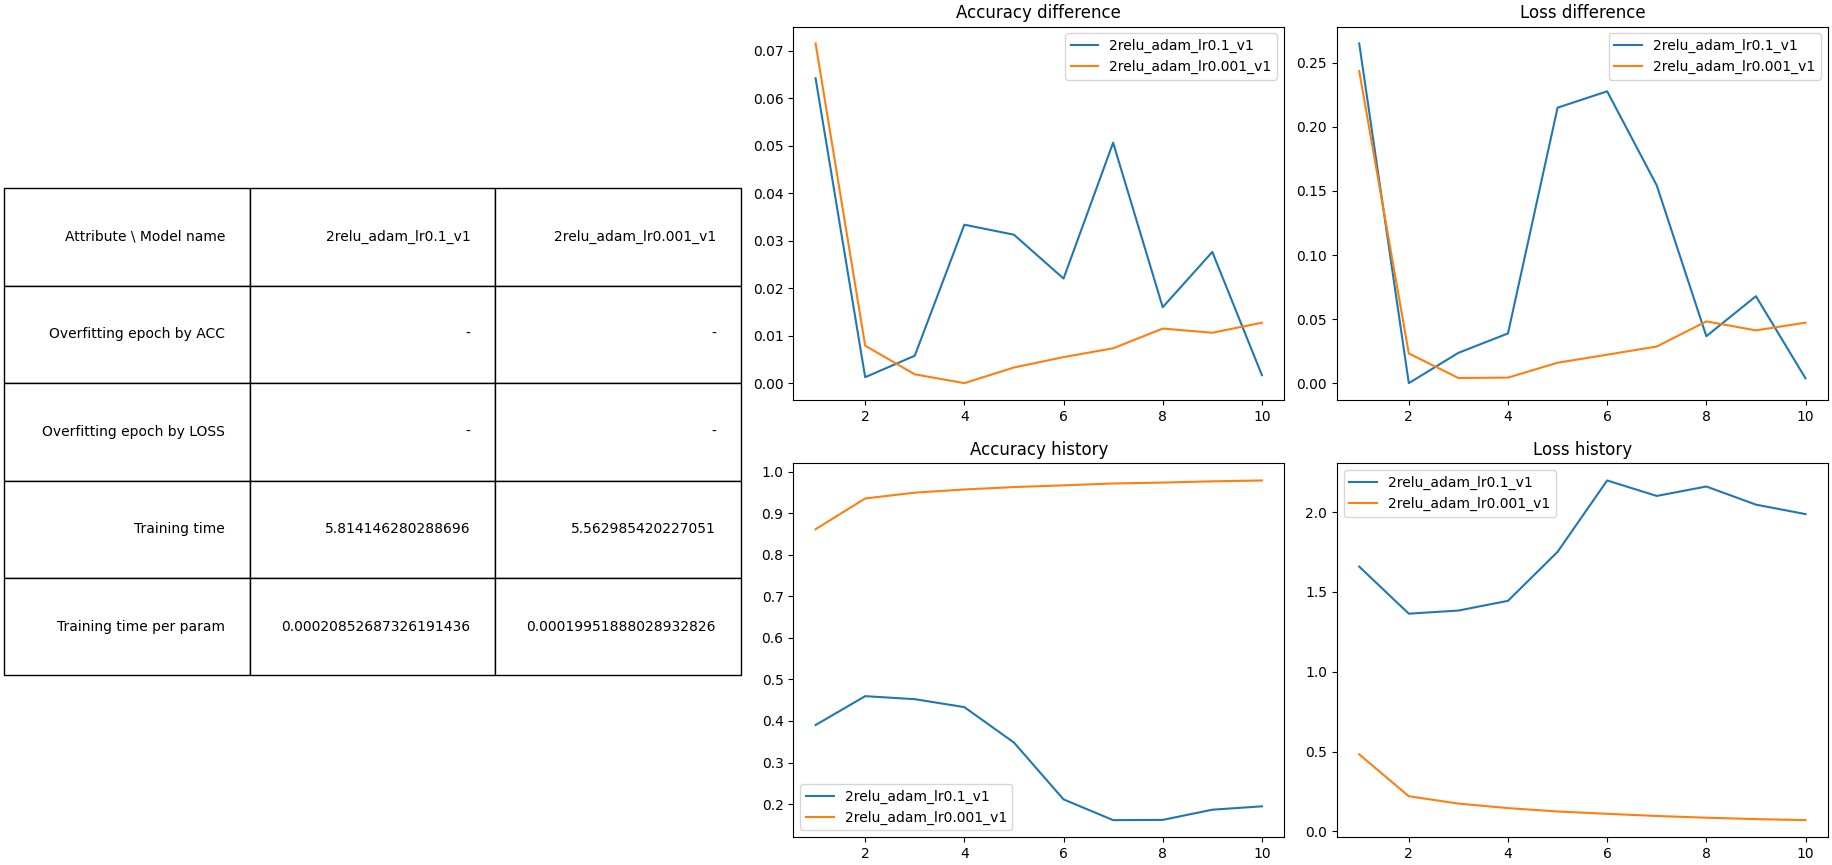 Attribute \ Model name 2relu_adam_lr0.1_v1 2relu_adam_lr0.001_v1
Overfitting epoch by ACC - -
Overfitting epoch by LOSS - -
Training time 5.814146280288696 5.562985420227051
Training time per param 0.00020852687326191436 0.00019951888028932826
Accuracy difference
2relu_adam_lr0.1_v1
2relu_adam_lr0.001_v1
0.07
0.06
0.05
0.04
0.03
0.02
0.01
0.00
2 4 6 8 10
Loss difference
2relu_adam_lr0.1_v1
2relu_adam_lr0.001_v1
0.25
0.20
0.15
0.10
0.05
0.00
2 4 6 8 10
Accuracy history
1.0
0.9
0.8
0.7
0.6
0.5
0.4
0.3
0.2
2relu_adam_lr0.1_v1
2relu_adam_lr0.001_v1
2 4 6 8 10
Loss history
2relu_adam_lr0.1_v1
2relu_adam_lr0.001_v1
2.0
1.5
1.0
0.5
0.0
2 4 6 8 10